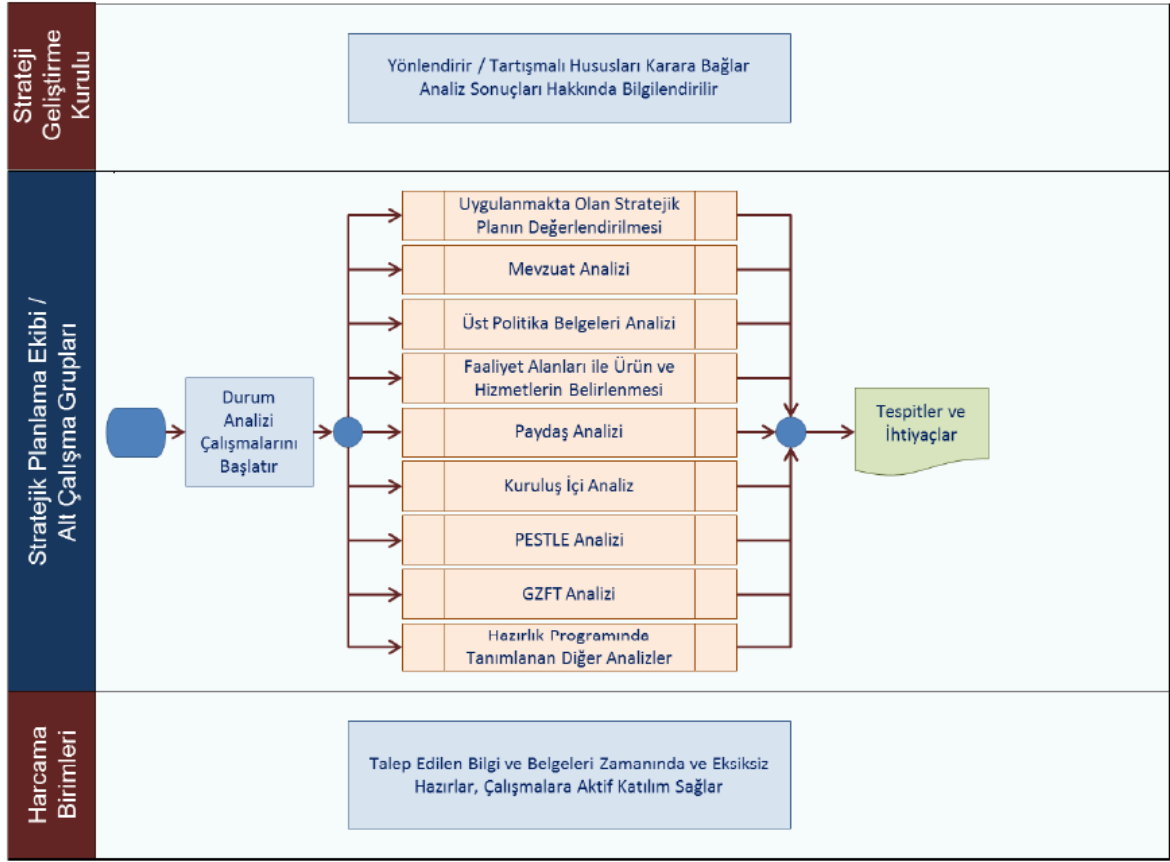 Strateji
Geliştirme
Kurulu
Yönlendirir / Tartışmalı Hususları Karara Bağlar
Analiz Sonuçları Hakkında Bilgilendirilir
Stratejik Planlama Ekibi /
Alt Çalışma Grupları
Durum
Analizi
Çalışmalarını
Başlatır
Uygulanmakta Olan Stratejik
Planın Değerlendirilmesi
Mevzuat Analizi
Üst Politika Belgeleri Analizi
Faaliyet Alanları ile Ürün ve
Hizmetlerin Belirlenmesi
Paydaş Analizi
Kuruluş İçi Analiz
PESTLE Analizi
GZFT Analizi
Hazırlık Programında
Tanımlanan Diğer Analizler
Tespitler ve
İhtiyaçlar
Harcama
Birimleri
Talep Edilen Bilgi ve Belgeleri Zamanında ve Eksiksiz
Hazırlar, Çalışmalara Aktif Katılım Sağlar